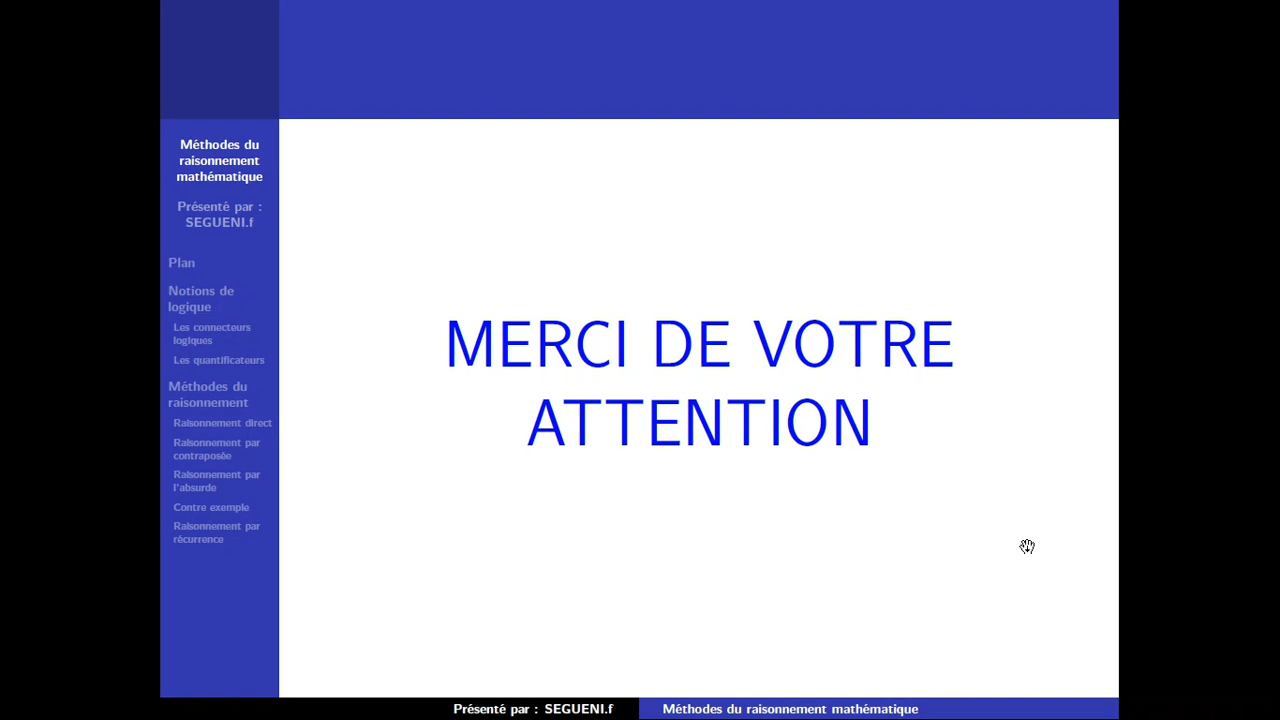 Méthodes du
raisonnement
mathématique
Présenté par :
SEGUENI.f
Plan
Notions de
logique
Les connecteurs
logiques
Les quantificateurs
Méthodes du
raisonnement
Raisonnement direct
Raisonnement par
contraposée
Raisonnement par
l'absurde
Contre exemple
Raisonnement par
récurrence
MERCI DE VOTRE
ATTENTION
Présenté par : SEGUENI.f
Méthodes du raisonnement mathématique